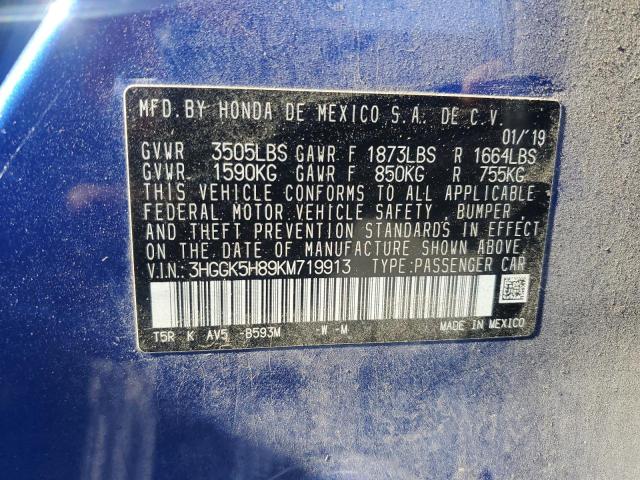 MFD. BY HONDA DE MEXICO S.A. DE C.V.
01/'19
GVWR 3505LBS GAWR F 1873LBS R 1664LBS
GVWR 1590KG GAWR F 850KG R 755KG
THIS VEHICLE CONFORMS TO ALL APPLICABLE
FEDERAL MOTOR VEHICLE SAFETY, BUMPER,
AND THEFT PREVENTION STANDARDS IN EFFECT
ON THE DATE OF MANUFACTURE SHOWN ABOVE.
V.IN: 3HGGK5H89KM719913 TYPE: PASSENGER CAR
T5R K AV5 -B593M -W -M MADE IN MEXICO